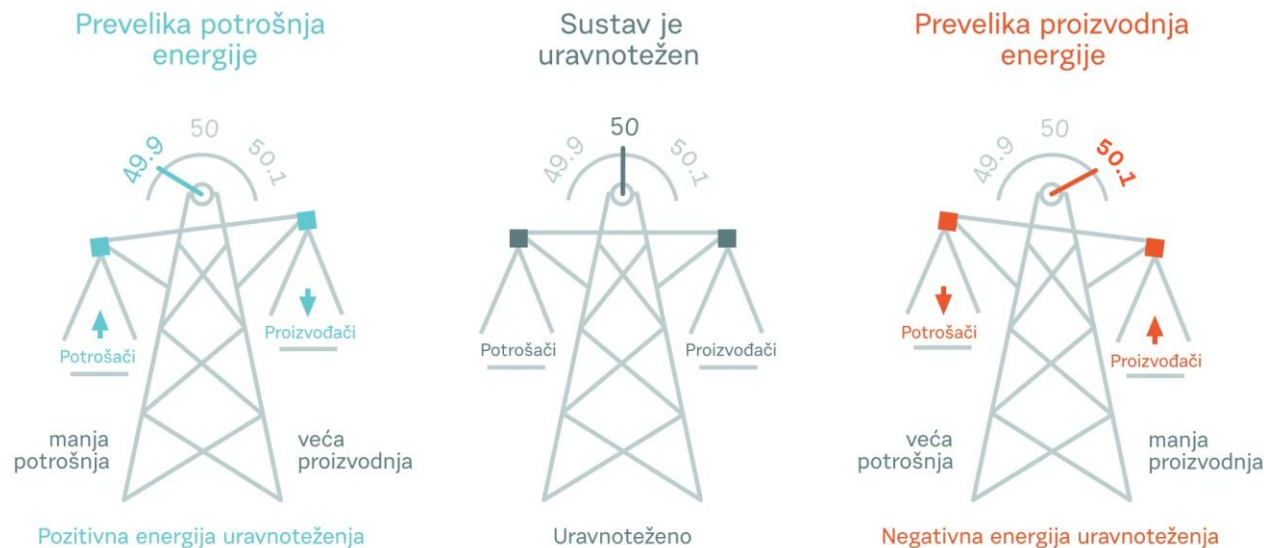 Prevelika potrošnja
energije
49.9
50
50.1
Potrošači
Proizvođači
manja
potrošnja
veća
proizvodnja
Pozitivna energija uravnoteženja
Sustav je
uravnotežen
49.9
50
50.1
Potrošači
Proizvođači
Uravnoteženo
Prevelika proizvodnja
energije
49.9
50
50.1
Potrošači
Proizvođači
veća
potrošnja
manja
proizvodnja
Negativna energija uravnoteženja